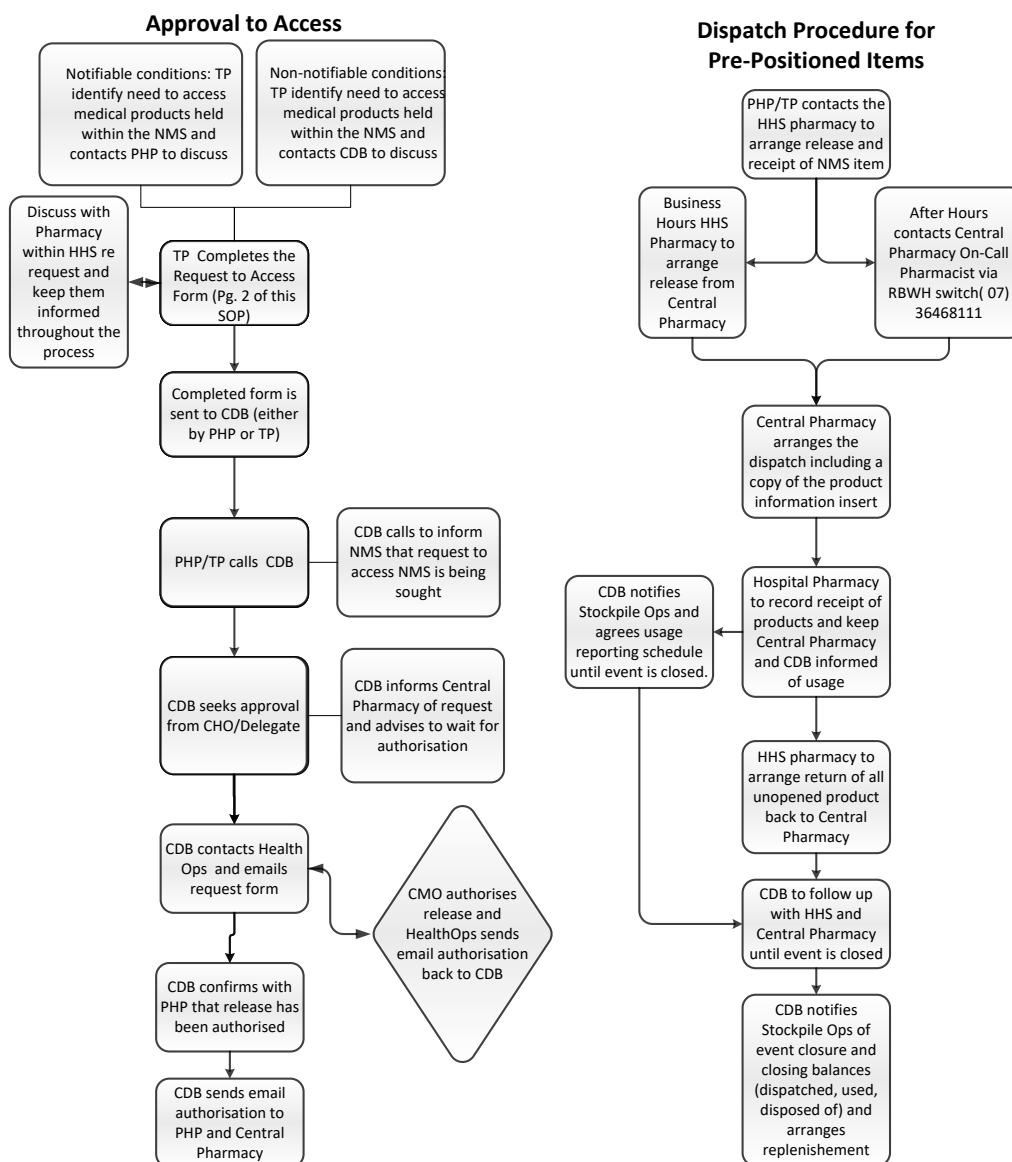 Approval to Access
Notifiable conditions: TP
identify need to access
medical products held
within the NMS and
contacts PHP to discuss
Non-notifiable conditions:
TP identify need to access
medical products held
within the NMS and
contacts CDB to discuss
Discuss with
Pharmacy
within HHS re
request and
keep them
informed
throughout the
process
TP Completes the
Request to Access
Form (Pg. 2 of this
SOP)
Completed form is
sent to CDB (either
by PHP or TP)
PHP/TP calls CDB
CDB calls to inform
NMS that request to
access NMS is being
sought
CDB seeks approval
from CHO/Delegate
CDB informs Central
Pharmacy of request
and advises to wait for
authorisation
CDB contacts Health
Ops and emails
request form
CMO authorises
release and
HealthOps sends
email authorisation
back to CDB
CDB confirms with
PHP that release has
been authorised
CDB sends email
authorisation to
PHP and Central
Pharmacy
Dispatch Procedure for
Pre-Positioned Items
PHP/TP contacts the
HHS pharmacy to
arrange release and
receipt of NMS item
Business
Hours HHS
Pharmacy to
arrange
release from
Central
Pharmacy
After Hours
contacts Central
Pharmacy On-Call
Pharmacist via
RBWH switch( 07)
36468111
Central Pharmacy
arranges the
dispatch including a
copy of the product
information insert
Hospital Pharmacy
to record receipt of
products and keep
Central Pharmacy
and CDB informed
of usage
CDB notifies
Stockpile Ops and
agrees usage
reporting schedule
until event is closed.
HHS pharmacy to
arrange return of all
unopened product
back to Central
Pharmacy
CDB to follow up
with HHS and
Central Pharmacy
until event is closed
CDB notifies
Stockpile Ops of
event closure and
closing balances
(dispatched, used,
disposed of) and
arranges
replenishement